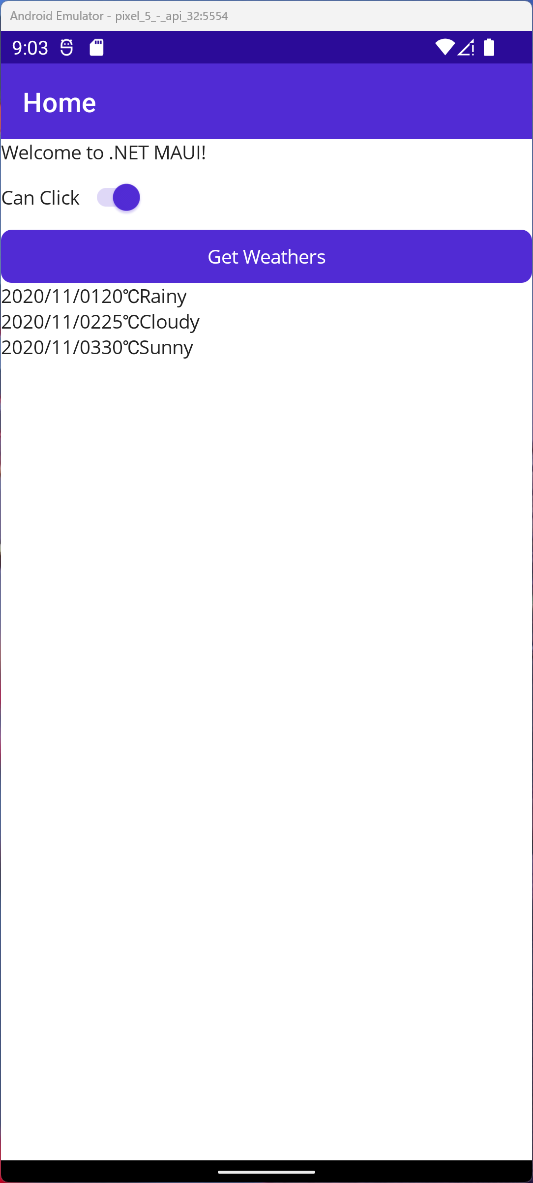 Android Emulator - pixel_5_-_api_32:5554
9:03
Home
Welcome to .NET MAUI!
Can Click
Get Weathers
2020/11/0120℃Rainy
2020/11/0225℃Cloudy
2020/11/0330℃Sunny